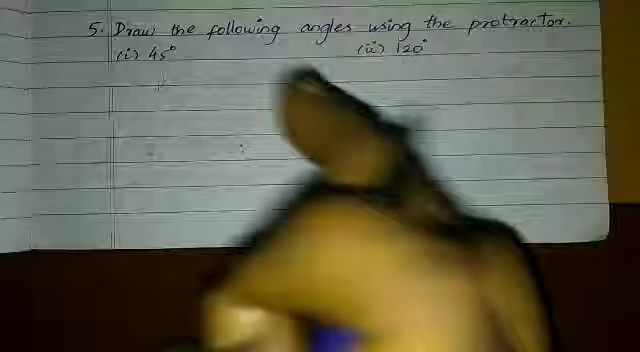 5. Draw the following angles using the protractor.
(i) 45° (ii) 120°